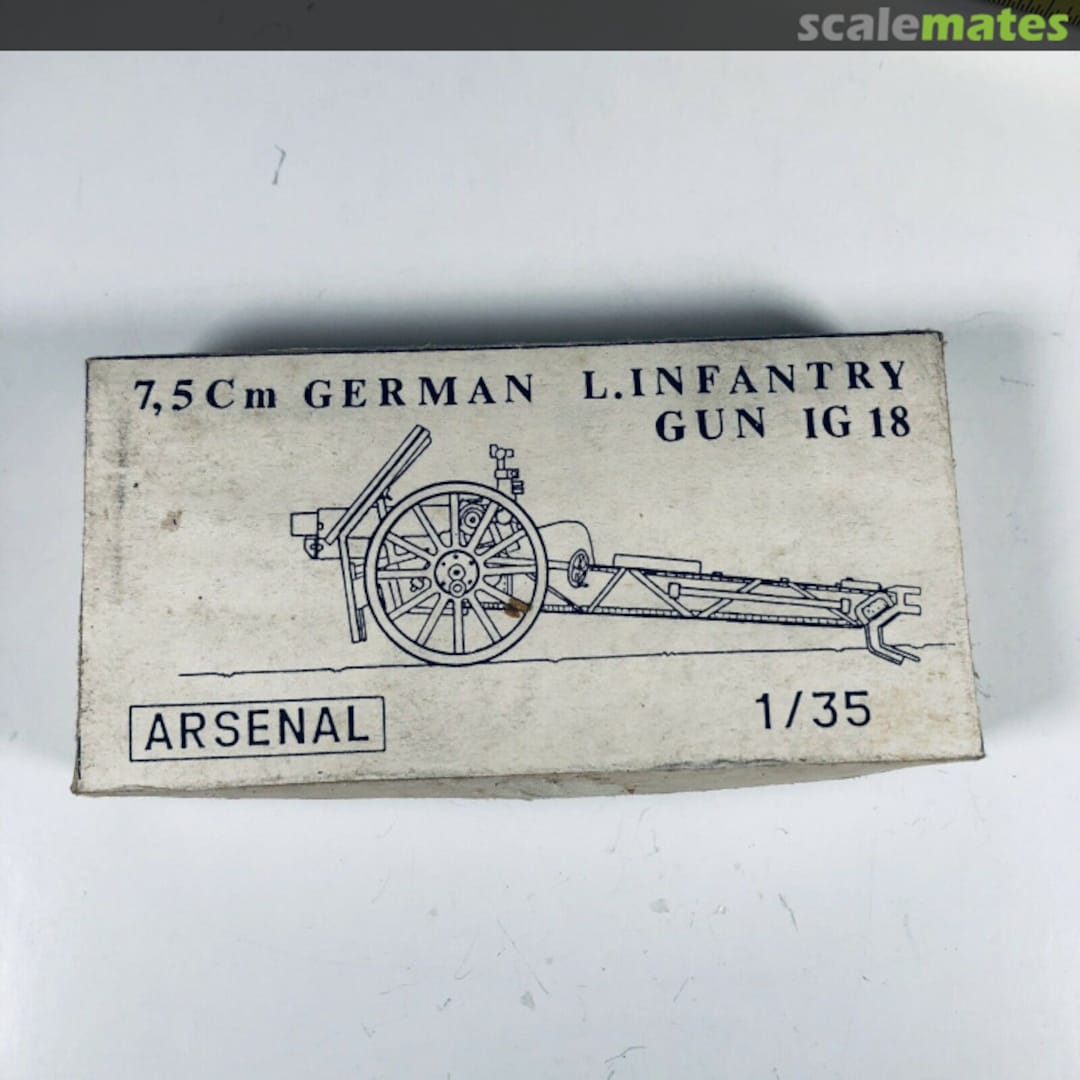 scalemates
7,5Cm GERMAN L.INFANTRY
GUN IG 18
ARSENAL
1/35